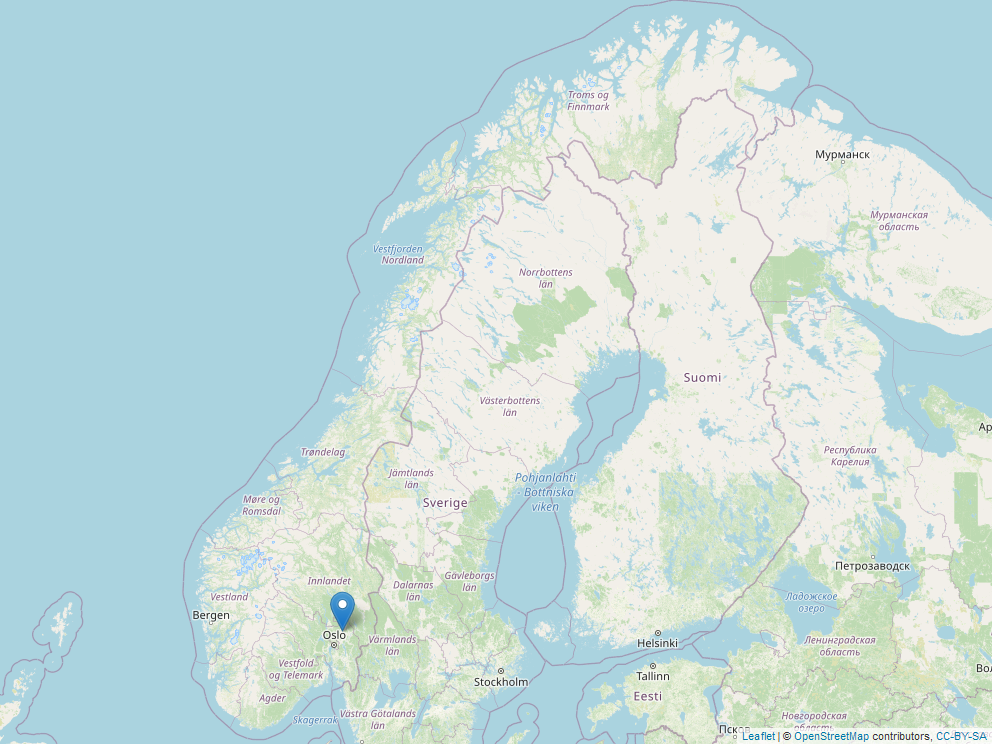 Troms og
Finnmark
Мурманск
Мурманская
область
Vestfjorden
Nordland
Norrbottens
län
Suomi
Västerbottens
län
Ар
Trøndelag
Республика
Карелия
Jämtlands
län
Pohjanlahti
- Bottniska
viken
Sverige
Møre og
Romsdal
Петрозаводск
Innlandet
Gävleborgs
län
Dalarnas
län
Vestland
Ладожское
озеро
Bergen
Oslo
Värmlands
län
Helsinki
Ленинградская
область
Vestfold
og Telemark
Stockholm
Tallinn
Во
Eesti
Agder
Västra Götalands
län
Skagerrak
Новгородская
область
Псков
Leaflet | © OpenStreetMap contributors, CC-BY-SA